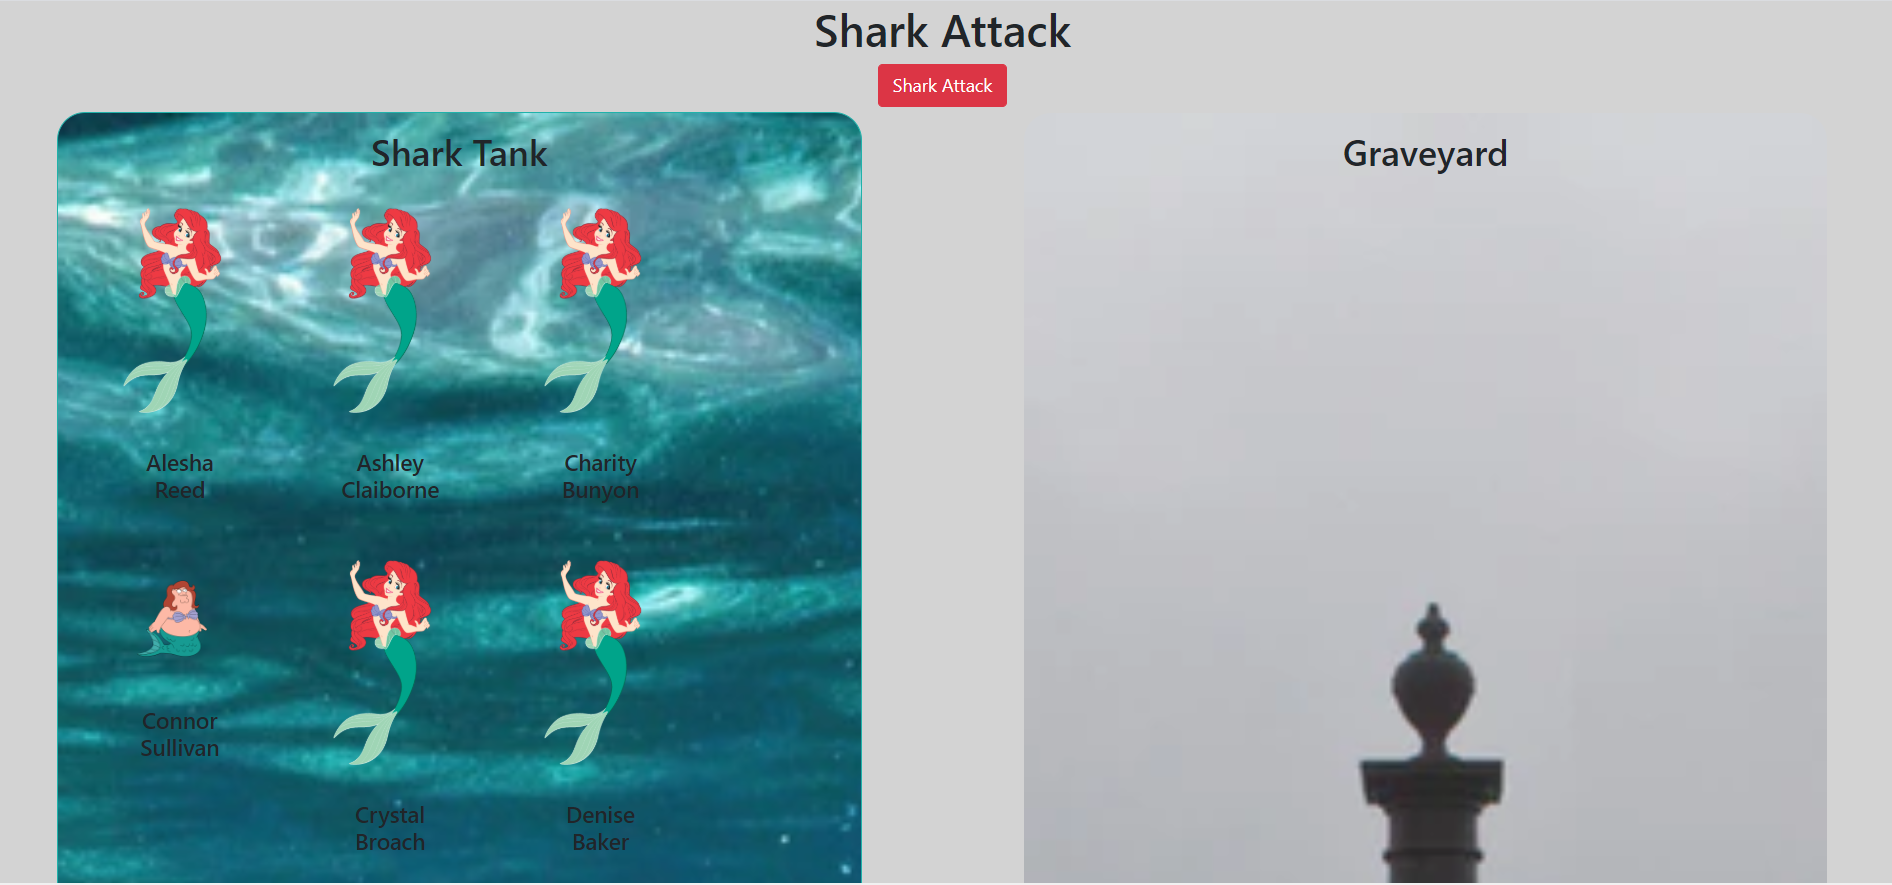 Shark Attack
Shark Attack
Shark Tank
Alesha
Reed
Ashley
Claiborne
Charity
Bunyon
Connor
Sullivan
Crystal
Broach
Denise
Baker
Graveyard